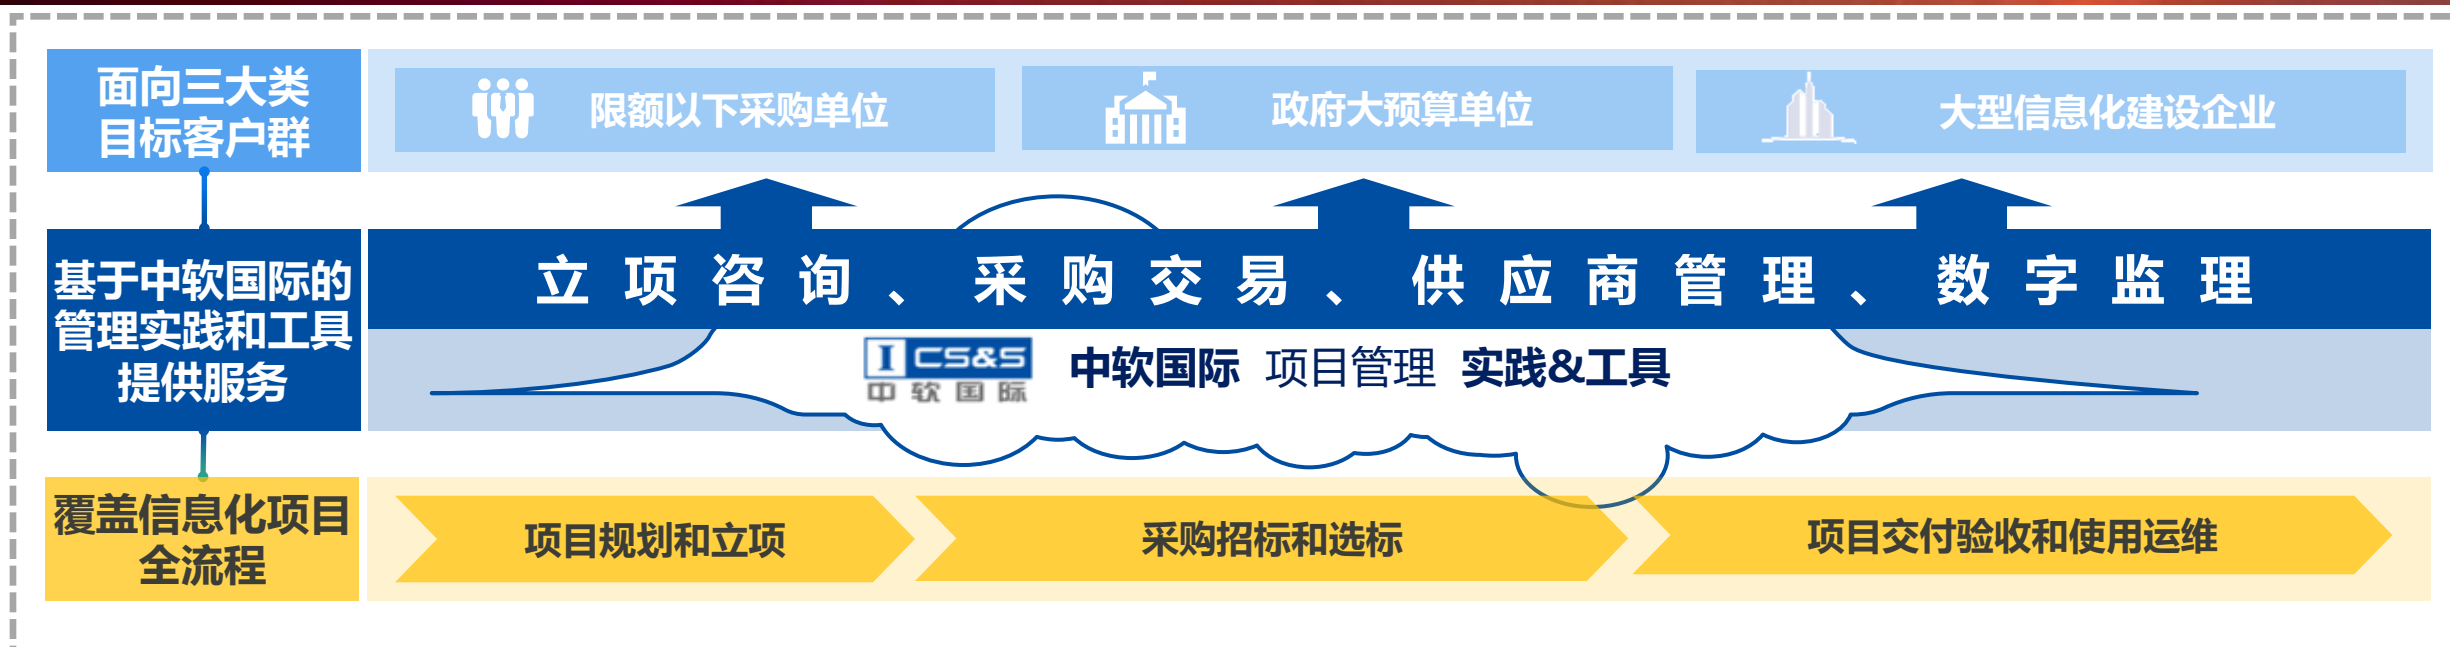 面向三大类
目标客户群
限额以下采购单位
政府大预算单位
大型信息化建设企业
基于中软国际的
管理实践和工具
提供服务
立项咨询、采购交易、供应商管理、数字监理
I CS&S
中软国际
中软国际 项目管理 实践&工具
覆盖信息化项目
全流程
项目规划和立项
采购招标和选标
项目交付验收和使用运维